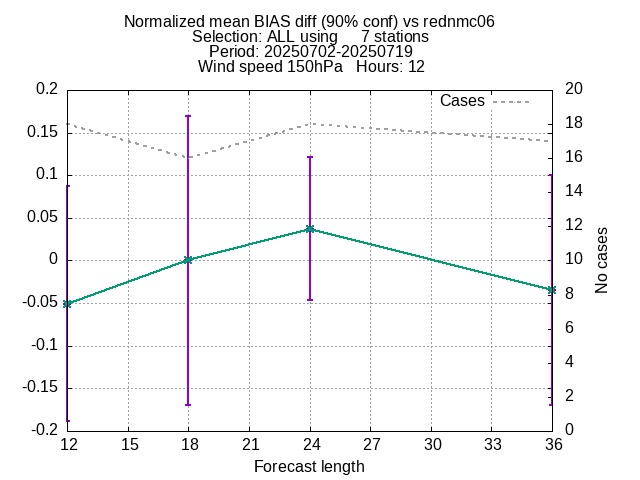 Normalized mean BIAS diff (90% conf) vs rednmc06
Selection: ALL using 7 stations
Period: 20250702-20250719
Wind speed 150hPa Hours: 12
Cases
0.2
0.15
0.1
0.05
0
-0.05
-0.1
-0.15
-0.2
20
18
16
14
12
10
8
6
4
2
0
No cases
12 15 18 21 24 27 30 33 36
Forecast length